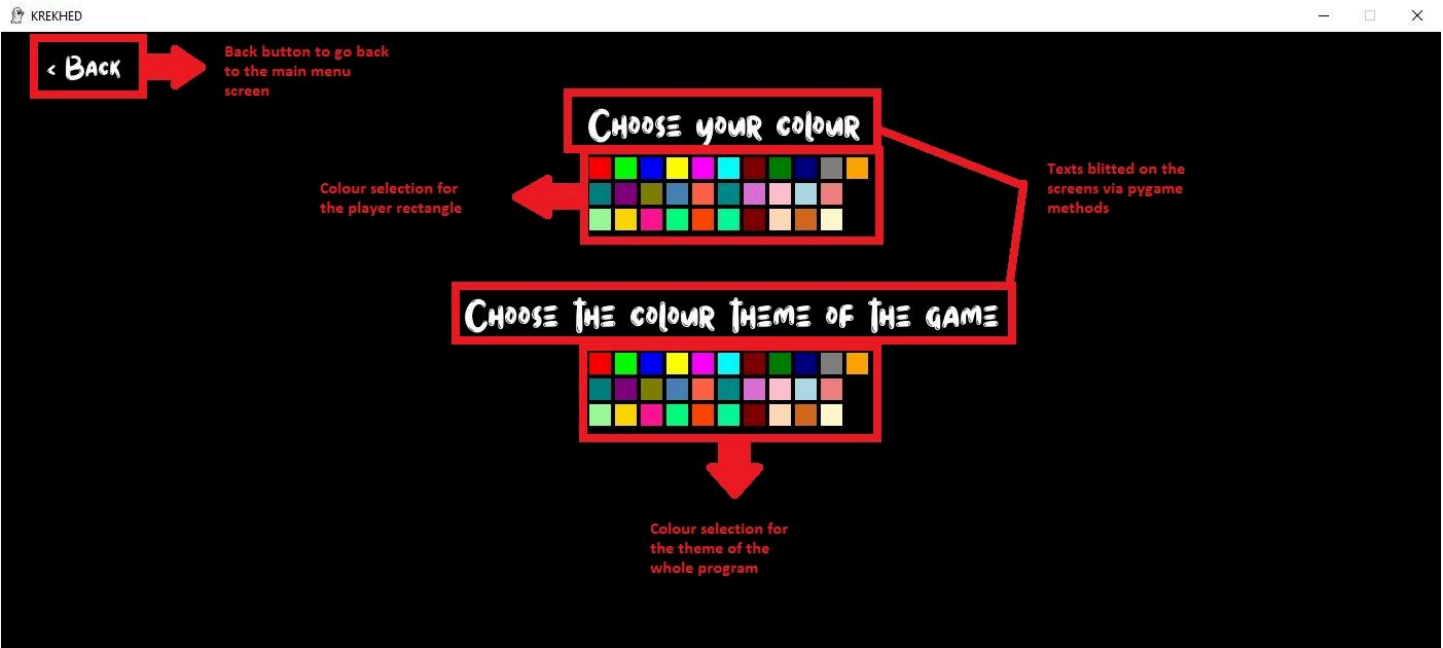 KREKHED
< Back
Back button to go back
to the main menu
screen
Choose your colour
Colour selection for
the player rectangle
Texts blitted on the
screens via pygame
methods
Choose the colour theme of the game
Colour selection for
the theme of the
whole program